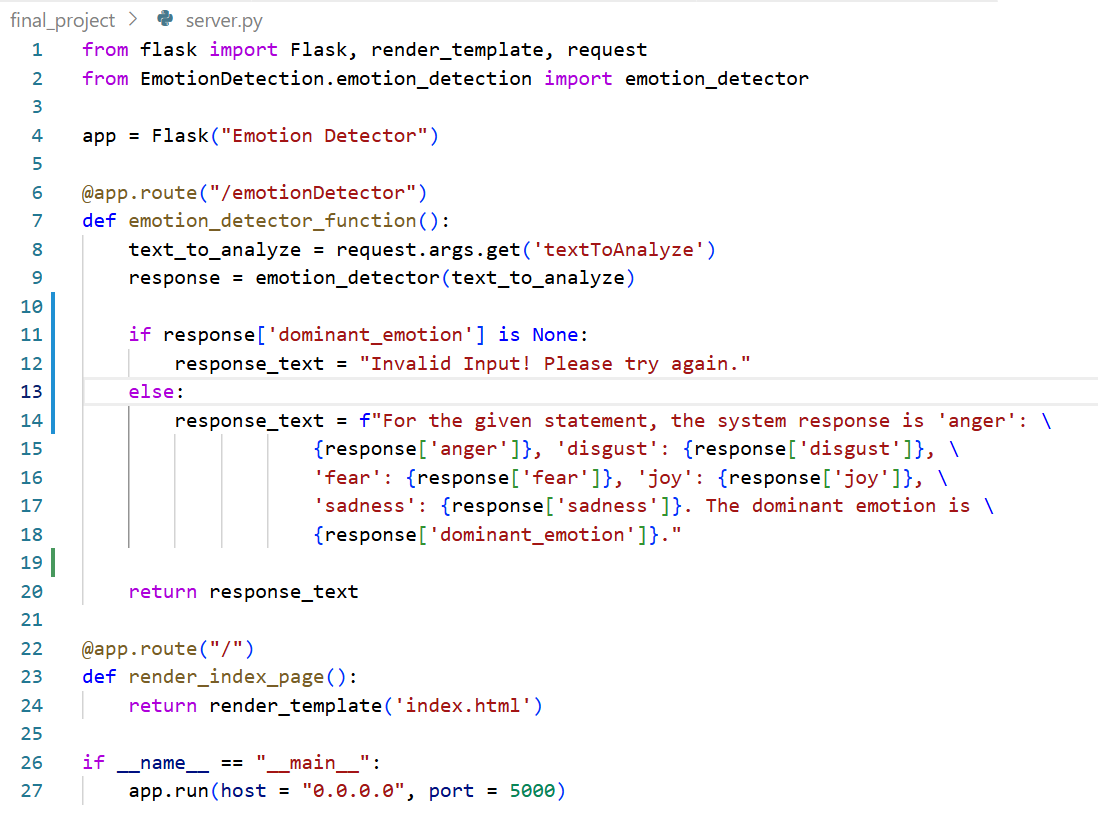 final_project > server.py
1 from flask import Flask, render_template, request
2 from EmotionDetection.emotion_detection import emotion_detector
3
4 app = Flask("Emotion Detector")
5
6 @app.route("/emotionDetector")
7 def emotion_detector_function():
8     text_to_analyze = request.args.get('textToAnalyze')
9     response = emotion_detector(text_to_analyze)
10
11     if response['dominant_emotion'] is None:
12         response_text = "Invalid Input! Please try again."
13     else:
14         response_text = f"For the given statement, the system response is 'anger': \
15                     {response['anger']}, 'disgust': {response['disgust']}, \
16                     'fear': {response['fear']}, 'joy': {response['joy']}, \
17                     'sadness': {response['sadness']}. The dominant emotion is \
18                     {response['dominant_emotion']}."
19
20     return response_text
21
22 @app.route("/")
23 def render_index_page():
24     return render_template('index.html')
25
26 if __name__ == "__main__":
27     app.run(host = "0.0.0.0", port = 5000)